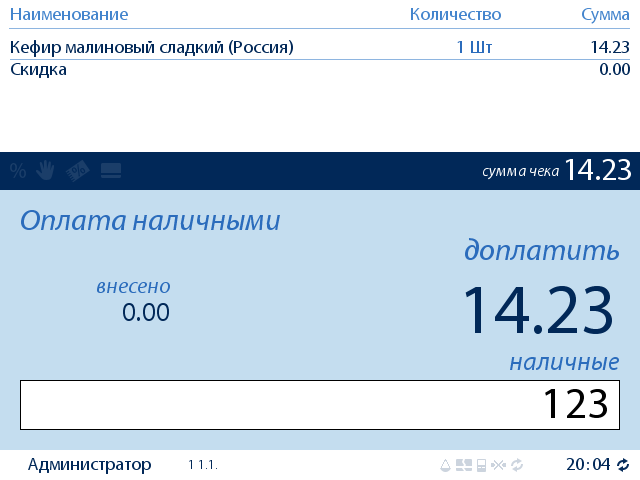 Наименование Количество Сумма
Кефир малиновый сладкий (Россия) 1 Шт 14.23
Скидка 0.00
% % сумма чека 14.23
Оплата наличными
доплатить
внесено
0.00 14.23
наличные
123
Администратор 1 1.1. 20:04